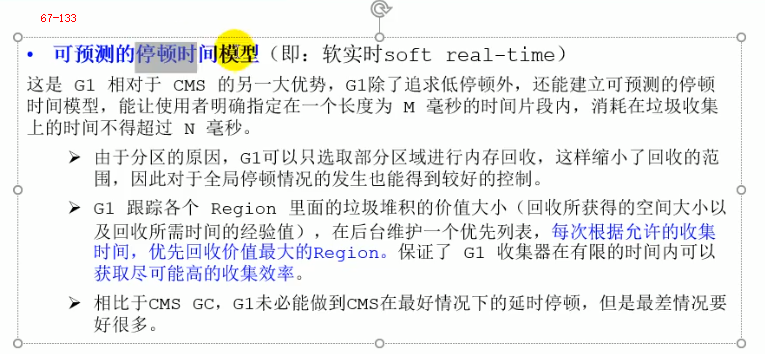 67-133
• 可预测的停顿时间模型（即：软实时soft real-time）
这是 G1 相对于 CMS 的另一大优势，G1除了追求低停顿外，还能建立可预测的停顿
时间模型，能让使用者明确指定在一个长度为 M 毫秒的时间片段内，消耗在垃圾收集
上的时间不得超过 N 毫秒。
➢ 由于分区的原因，G1可以只选取部分区域进行内存回收，这样缩小了回收的范
围，因此对于全局停顿情况的发生也能得到较好的控制。
➢ G1 跟踪各个 Region 里面的垃圾堆积的价值大小（回收所获得的空间大小以
及回收所需时间的经验值），在后台维护一个优先列表，每次根据允许的收集
时间，优先回收价值最大的Region。保证了 G1 收集器在有限的时间内可以
获取尽可能高的收集效率。
➢ 相比于CMS GC，G1未必能做到CMS在最好情况下的延时停顿，但是最差情况要
好很多。